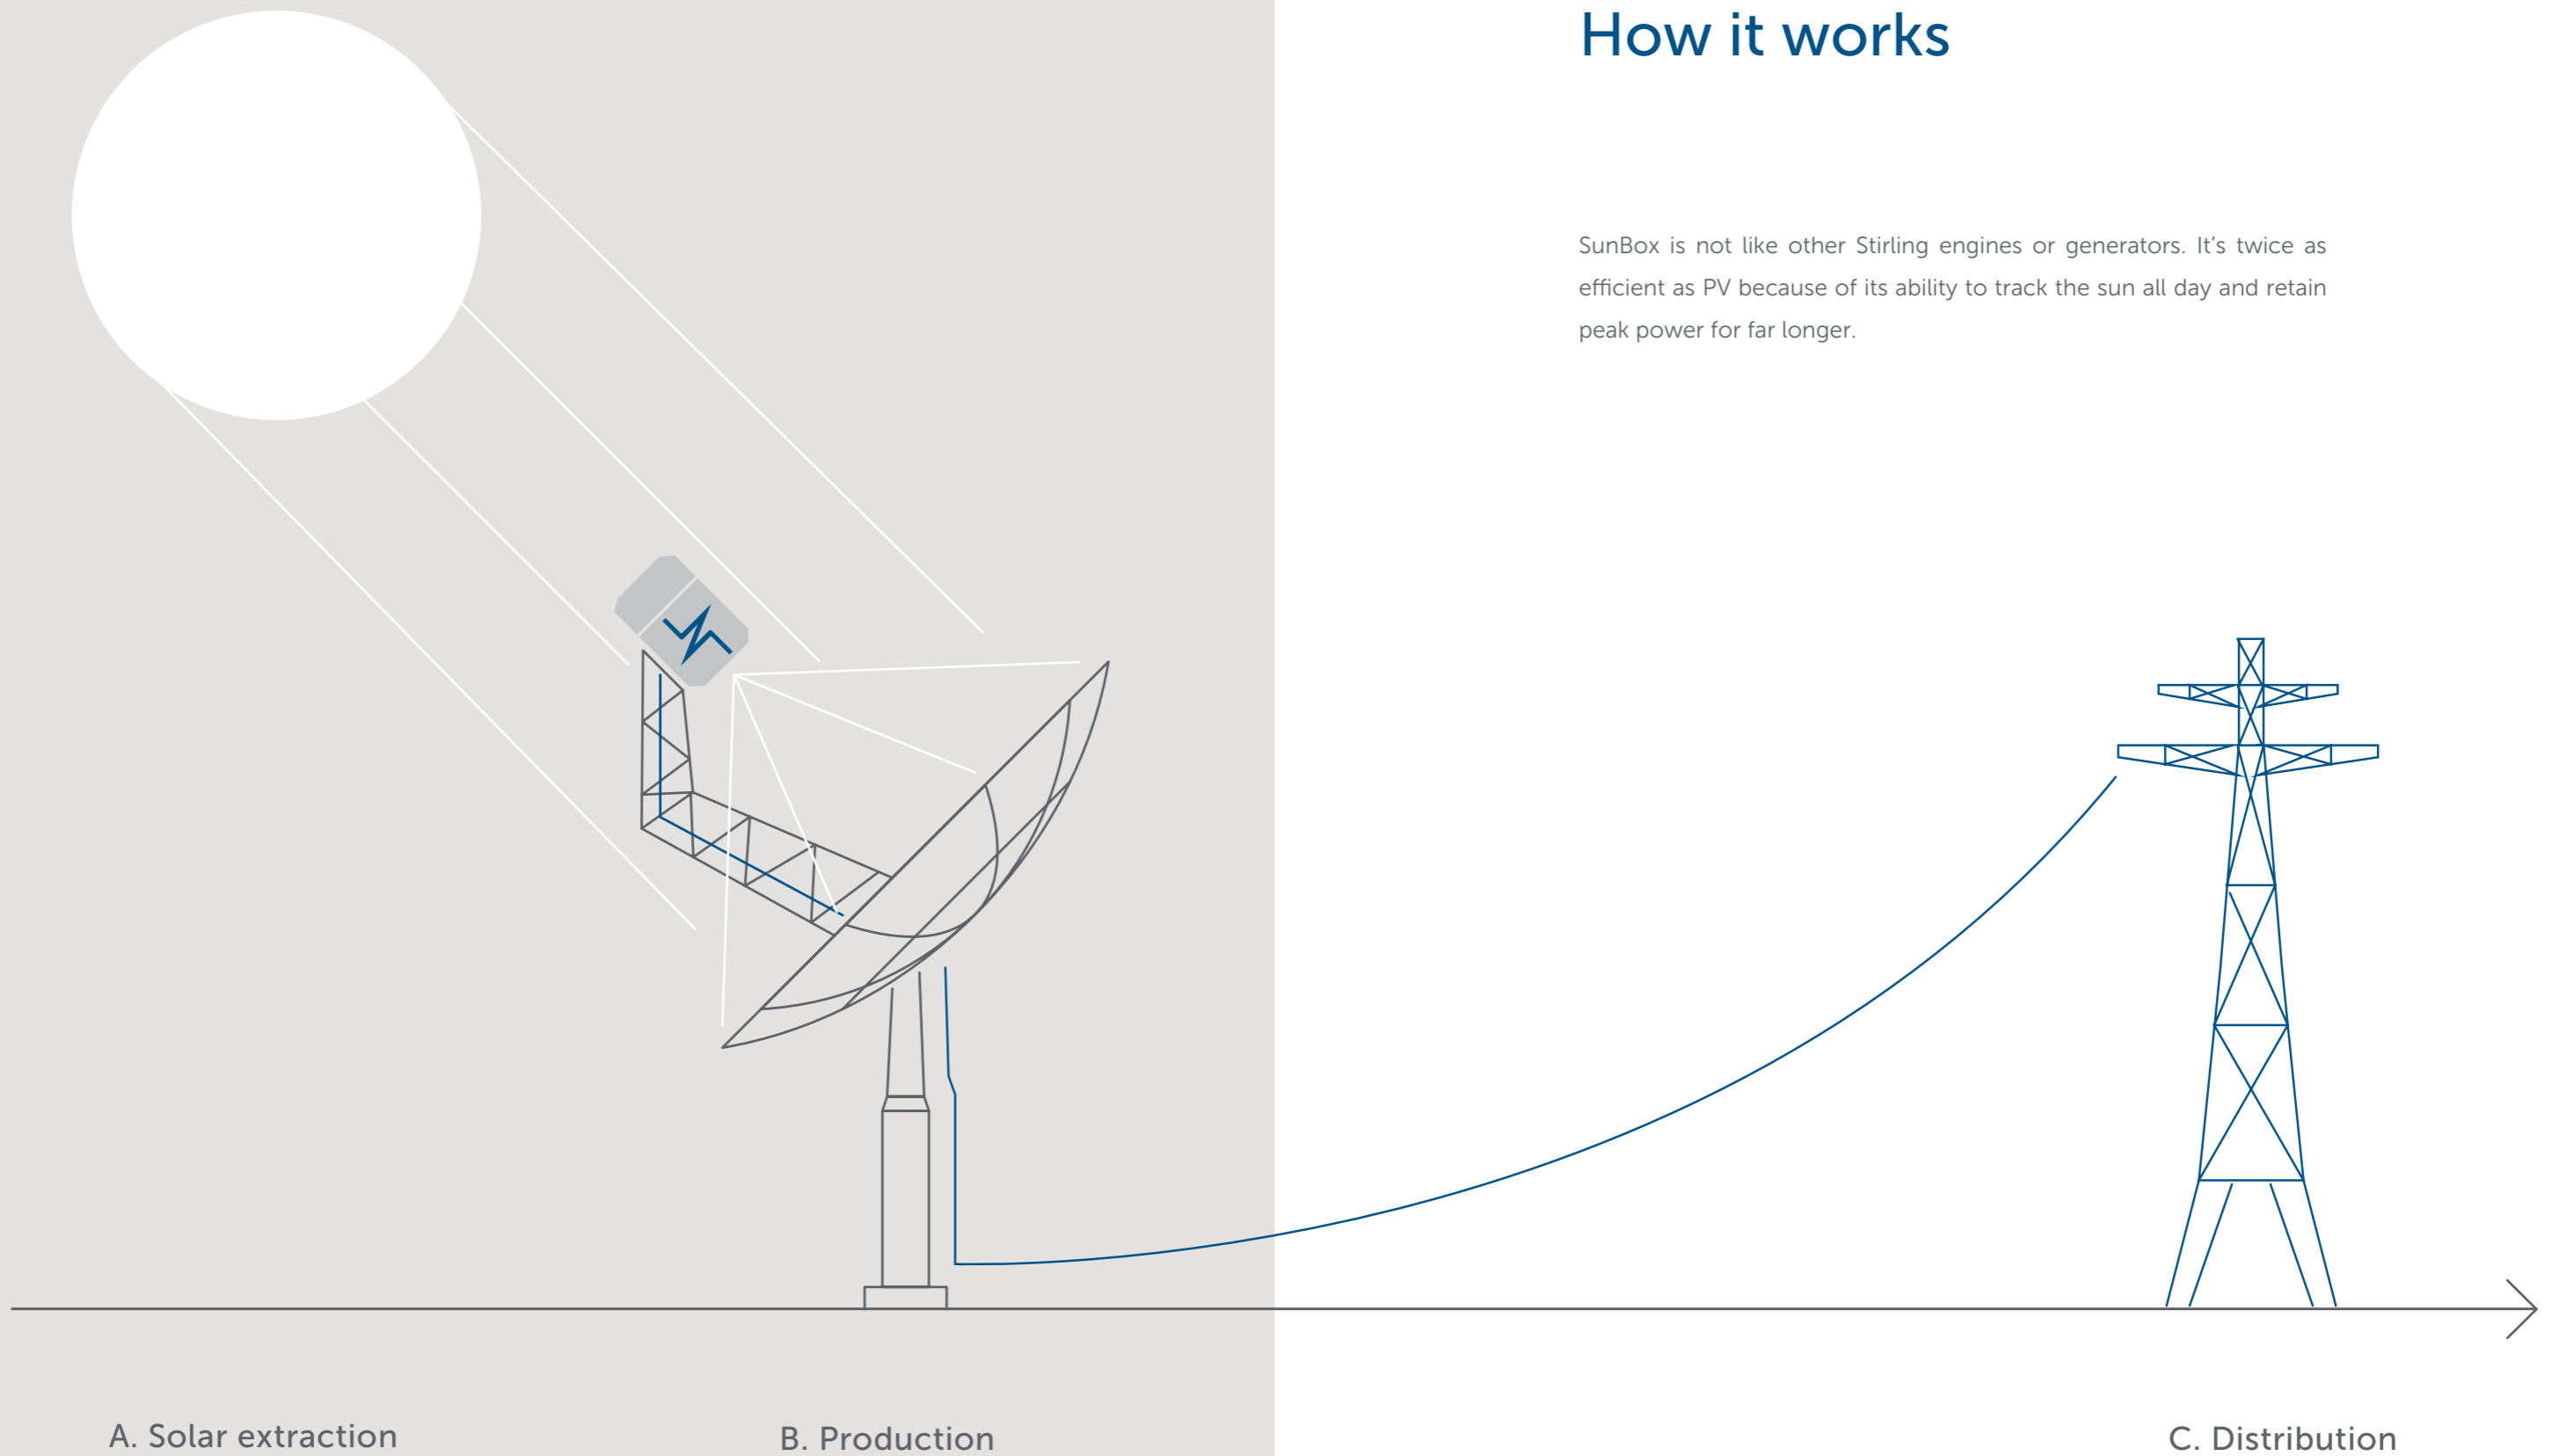 How it works
SunBox is not like other Stirling engines or generators. It’s twice as
efficient as PV because of its ability to track the sun all day and retain
peak power for far longer.
A. Solar extraction
B. Production
C. Distribution